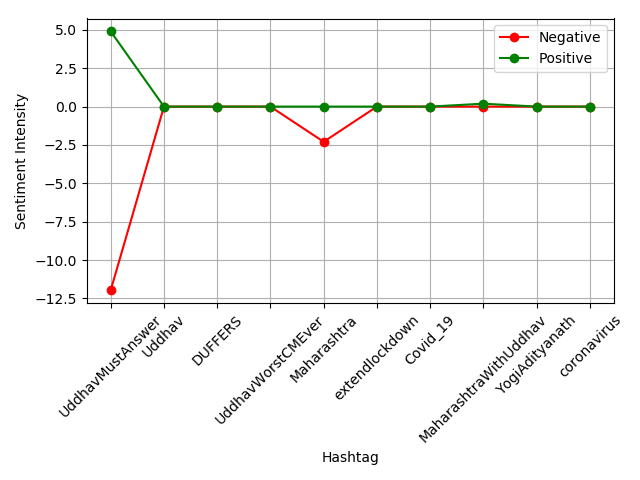 5.0
2.5
0.0
−2.5
−5.0
−7.5
−10.0
−12.5
Sentiment Intensity
Negative
Positive
UddhavMustAnswer
Uddhav
DUFFERS
UddhavWorstCMEver
Maharashtra
extendlockdown
Covid_19
MaharashtraWithUddhav
YogiAdityanath
coronavirus
Hashtag